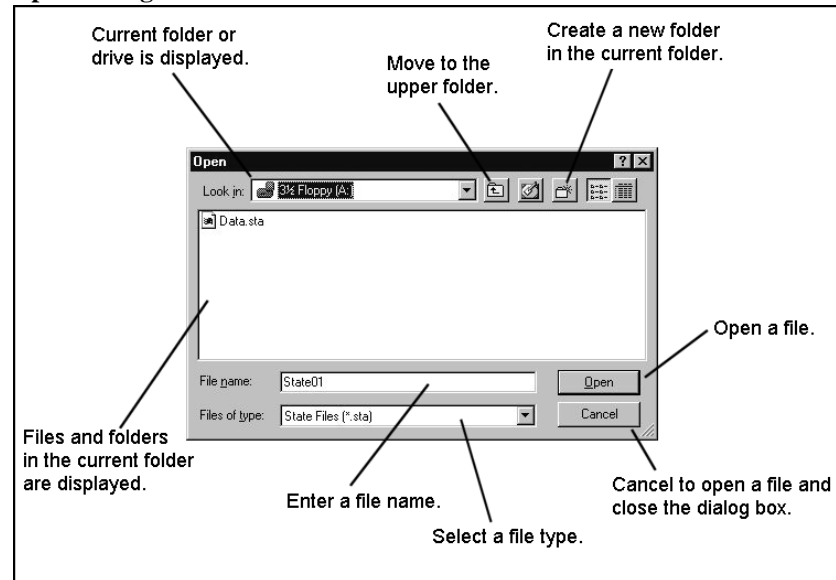 Current folder or
drive is displayed.
Move to the
upper folder.
Create a new folder
in the current folder.
Open
Look in:
3½ Floppy (A:)
Data.sta
File name:
State01
Open
Files of type:
State Files (*.sta)
Cancel
Open a file.
Files and folders
in the current folder
are displayed.
Enter a file name.
Select a file type.
Cancel to open a file and
close the dialog box.